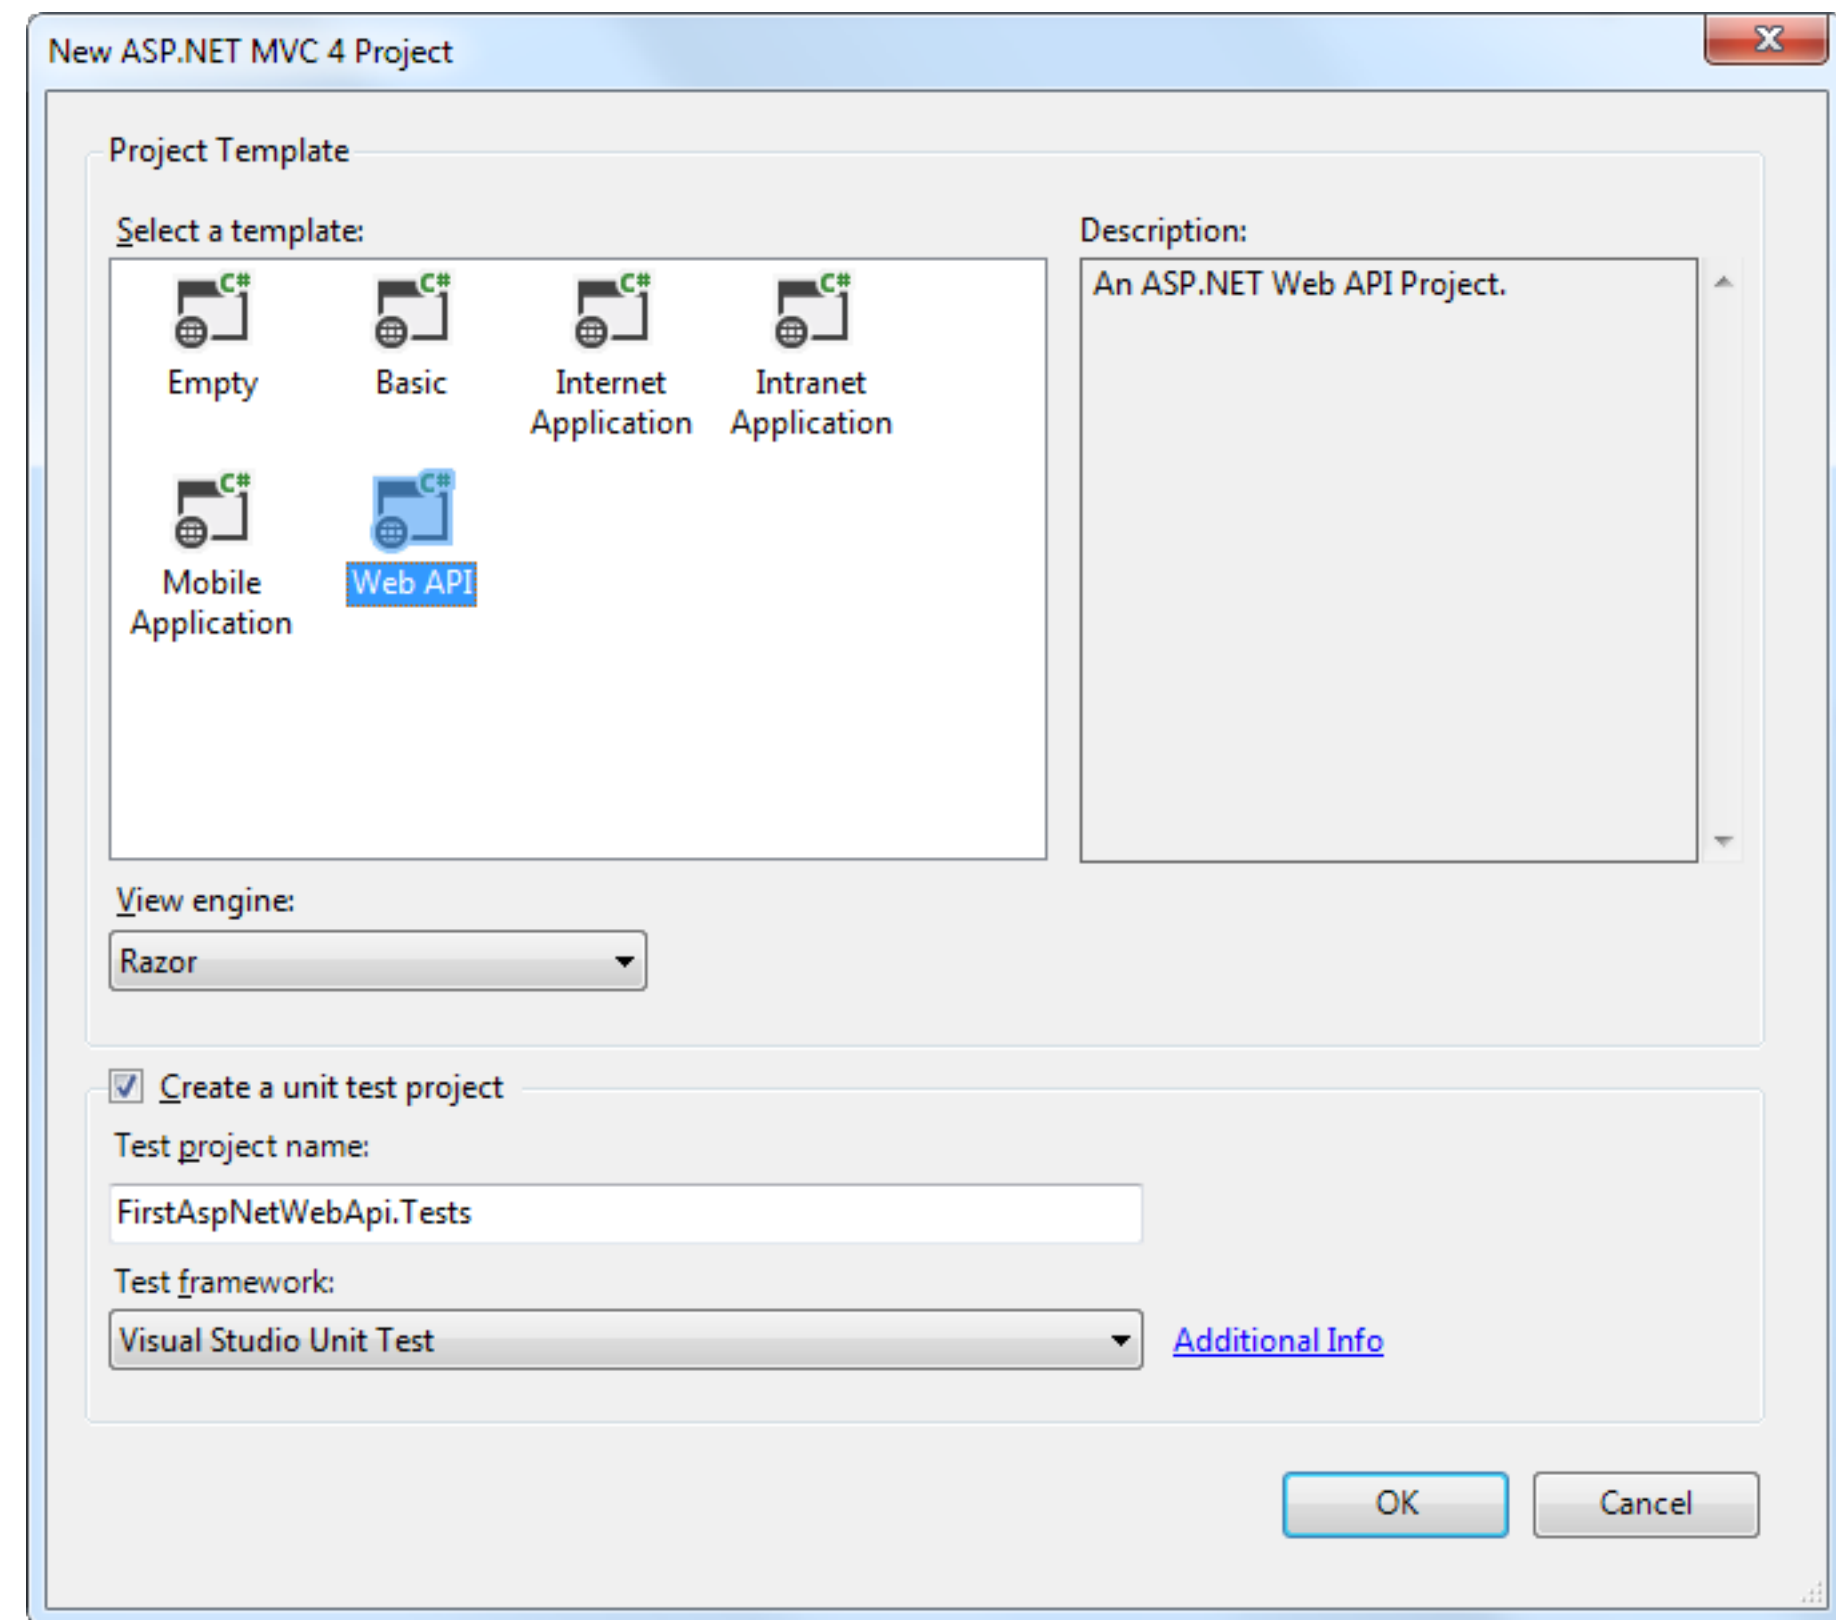 New ASP.NET MVC 4 Project
Project Template
Select a template:
Description:
C# C# C# C#
Empty Basic Internet Application Intranet Application
C# C#
Mobile Application Web API
An ASP.NET Web API Project.
View engine:
Razor
Create a unit test project
Test project name:
FirstAspNetWebApi.Tests
Test framework:
Visual Studio Unit Test
Additional Info
OK
Cancel